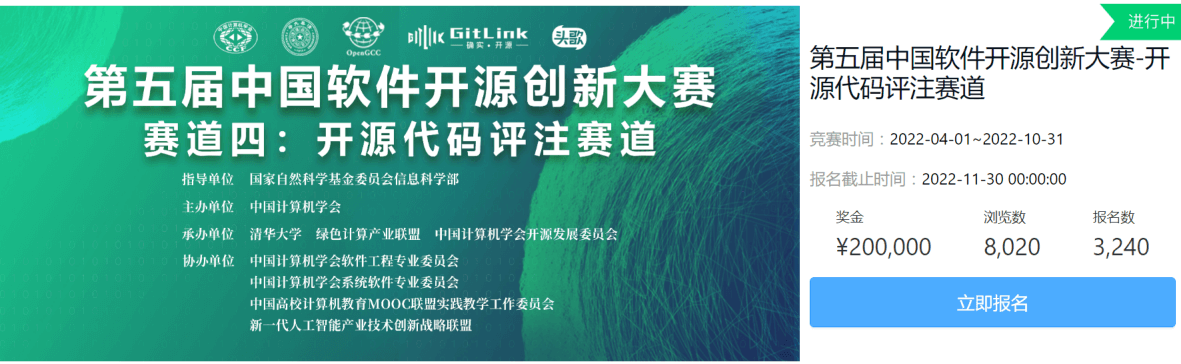 CCF
OpenGCC
GitLink
确实·开源
头歌
第五届中国软件开源创新大赛
赛道四：开源代码评注赛道
指导单位 国家自然科学基金委员会信息科学部
主办单位 中国计算机学会
承办单位 清华大学 绿色计算产业联盟 中国计算机学会开源发展委员会
协办单位 中国计算机学会软件工程专业委员会
中国计算机学会系统软件专业委员会
中国高校计算机教育MOOC联盟实践教学工作委员会
新一代人工智能产业技术创新战略联盟
进行中
第五届中国软件开源创新大赛-开
源代码评注赛道
竞赛时间：2022-04-01~2022-10-31
报名截止时间：2022-11-30 00:00:00
奖金 浏览数 报名数
¥200,000 8,020 3,240
立即报名